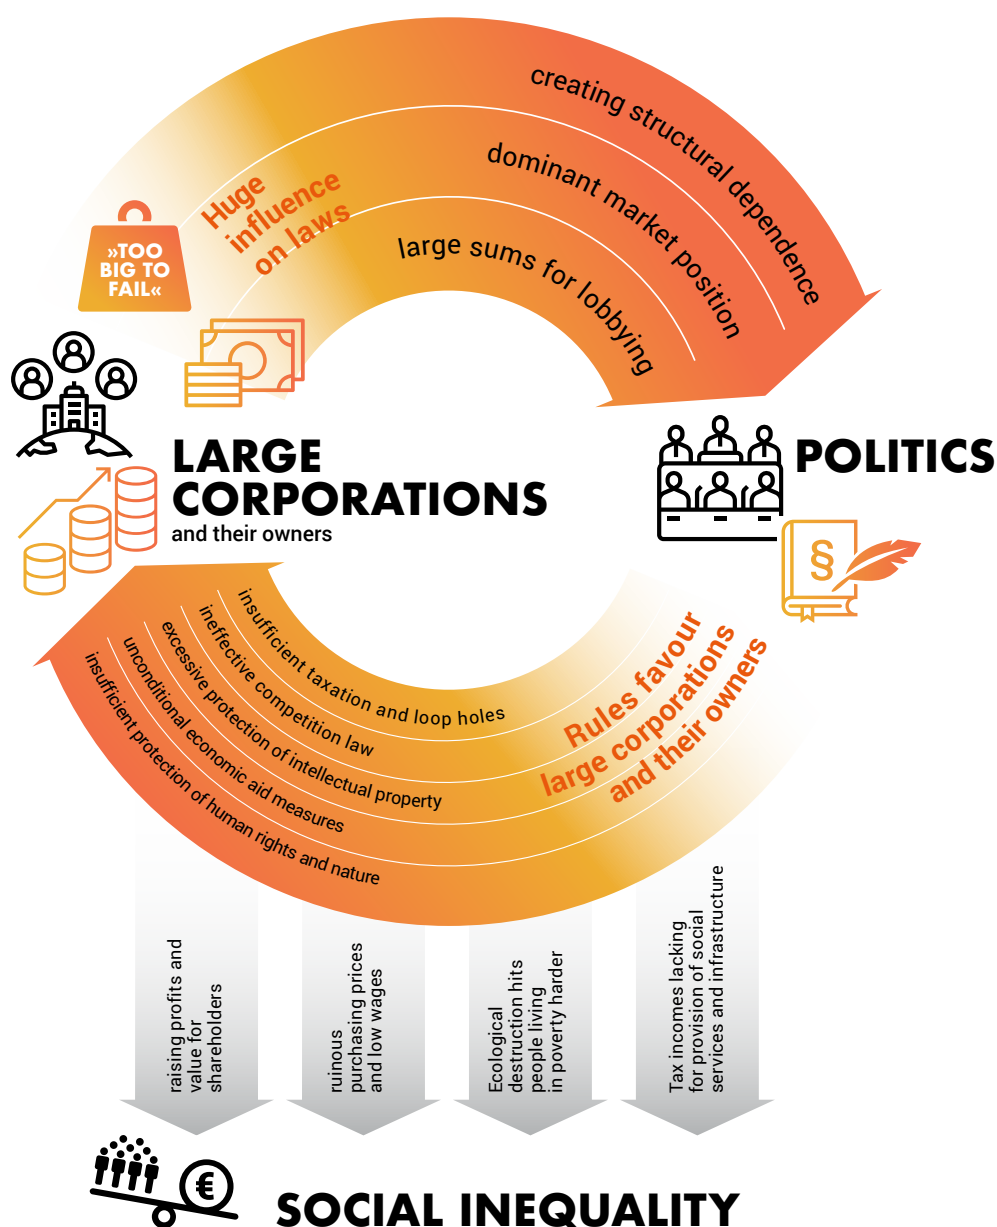 creating structural dependence
dominant market position
large sums for lobbying
Huge
influence
on laws
»TOO
BIG TO
FAIL«
LARGE
CORPORATIONS
and their owners
POLITICS
§
Rules favour
large corporations
and their owners
insufficient taxation and loop holes
ineffective competition law
excessive protection of intellectual property
unconditional economic aid measures
insufficient protection of human rights and nature
raising profits and
value for
shareholders
ruinous
purchasing prices
and low wages
Ecological
destruction hits
people living
in poverty harder
Tax incomes lacking
for provision of social
services and infrastructure
€
SOCIAL INEQUALITY